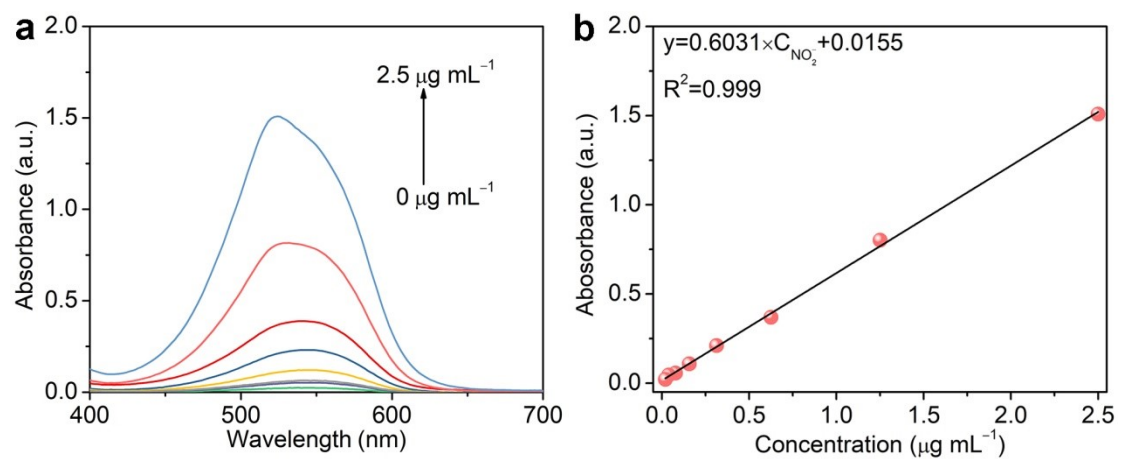 a
2.0
1.5
1.0
0.5
0.0
Absorbance (a.u.)
2.5 μg mL⁻¹
0 μg mL⁻¹
400 500 600 700
Wavelength (nm)
b
2.0
1.5
1.0
0.5
0.0
Abosorbance (a.u.)
y=0.6031×C_NO₂⁻+0.0155
R²=0.999
0.0 0.5 1.0 1.5 2.0 2.5
Concentration (μg mL⁻¹)